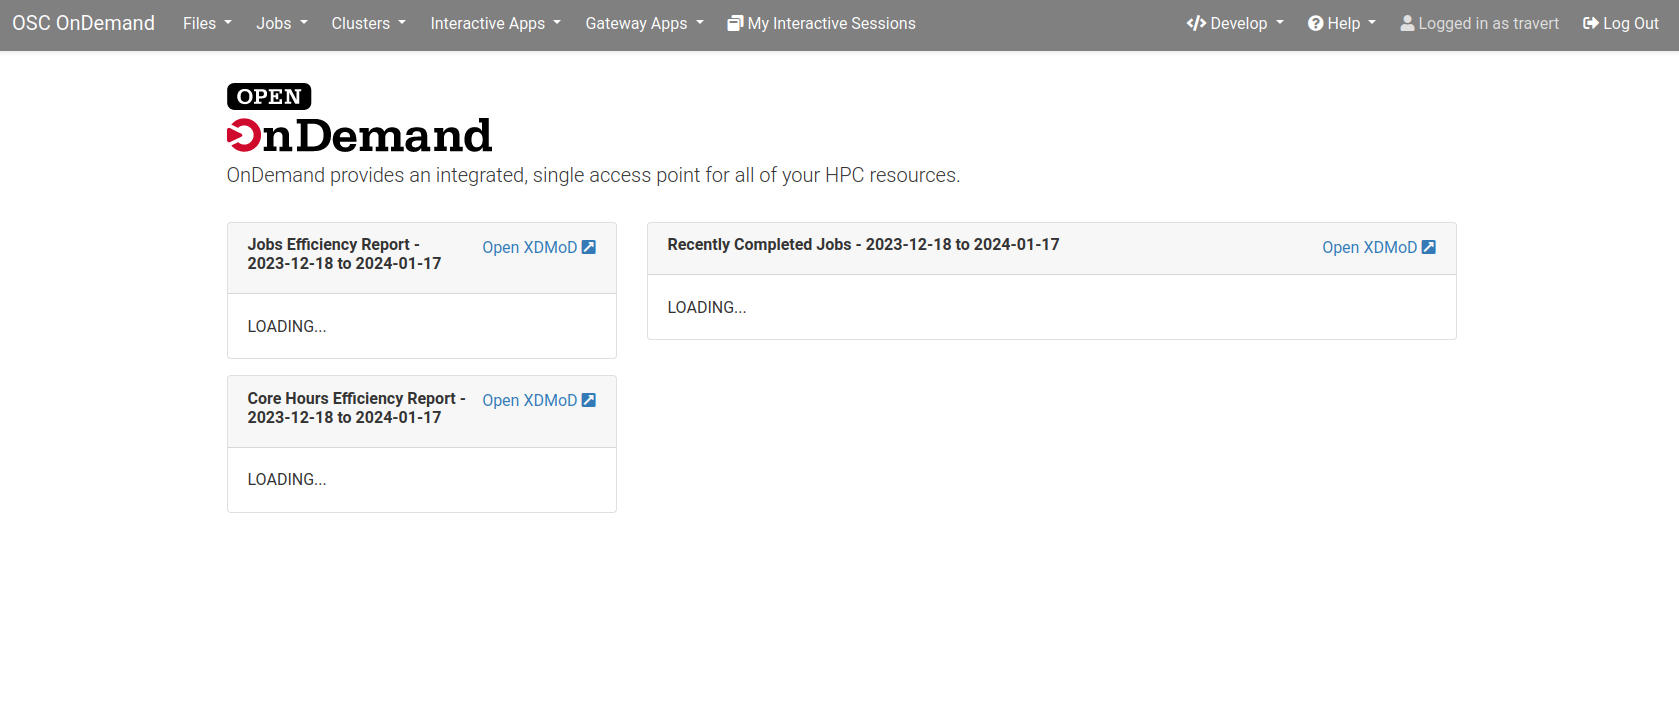 OSC OnDemand Files Jobs Clusters Interactive Apps Gateway Apps My Interactive Sessions Develop Help Logged in as travert Log Out
OPEN
OnDemand
OnDemand provides an integrated, single access point for all of your HPC resources.
Jobs Efficiency Report -
2023-12-18 to 2024-01-17
Open XDMoD
LOADING...
Recently Completed Jobs - 2023-12-18 to 2024-01-17 Open XDMoD
LOADING...
Core Hours Efficiency Report -
2023-12-18 to 2024-01-17
Open XDMoD
LOADING...